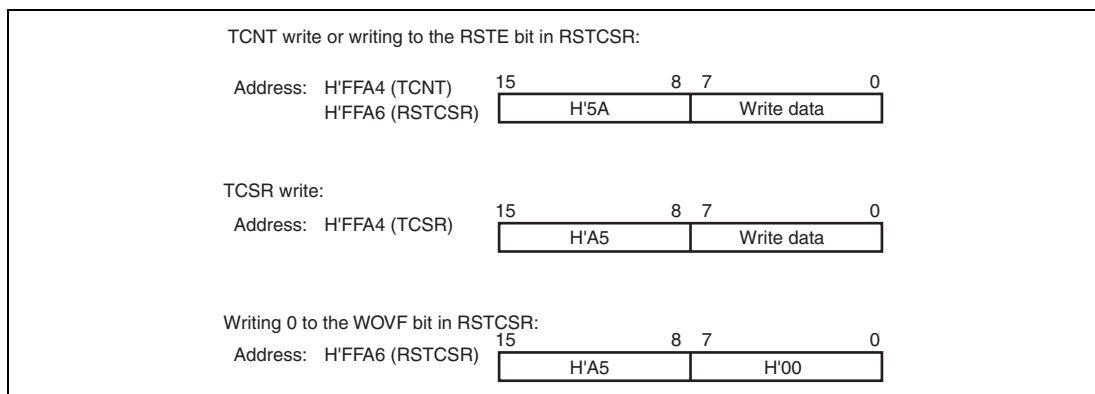 TCNT write or writing to the RSTE bit in RSTCSR:
15 8 7 0
Address: H'FFA4 (TCNT)
H'FFA6 (RSTCSR) H'5A Write data
TCSR write:
15 8 7 0
Address: H'FFA4 (TCSR) H'A5 Write data
Writing 0 to the WOVF bit in RSTCSR:
15 8 7 0
Address: H'FFA6 (RSTCSR) H'A5 H'00